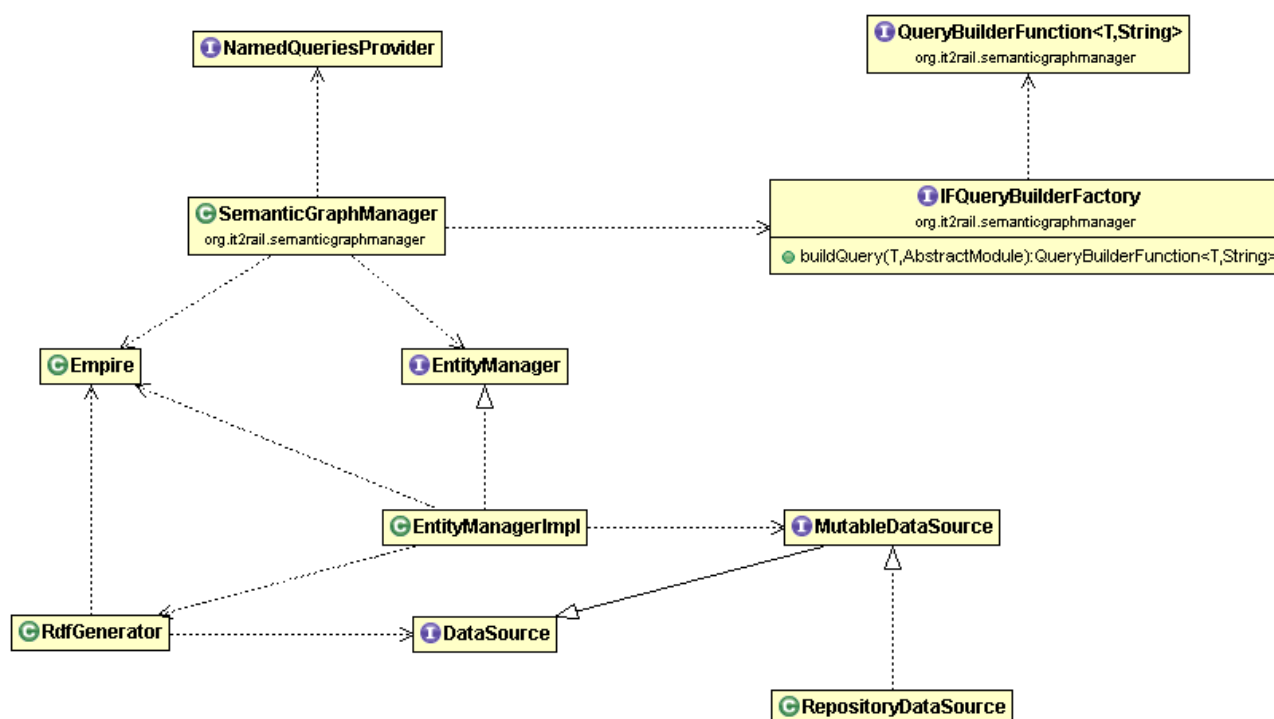 I NamedQueriesProvider
I QueryBuilderFunction<T,String>
org.it2rail.semanticgraphmanager
C SemanticGraphManager
org.it2rail.semanticgraphmanager
I IFQueryBuilderFactory
org.it2rail.semanticgraphmanager
buildQuery(T,AbstractModule):QueryBuilderFunction<T,String>
C Empire
I EntityManager
C EntityManagerImpl
I MutableDataSource
C RdfGenerator
I DataSource
C RepositoryDataSource